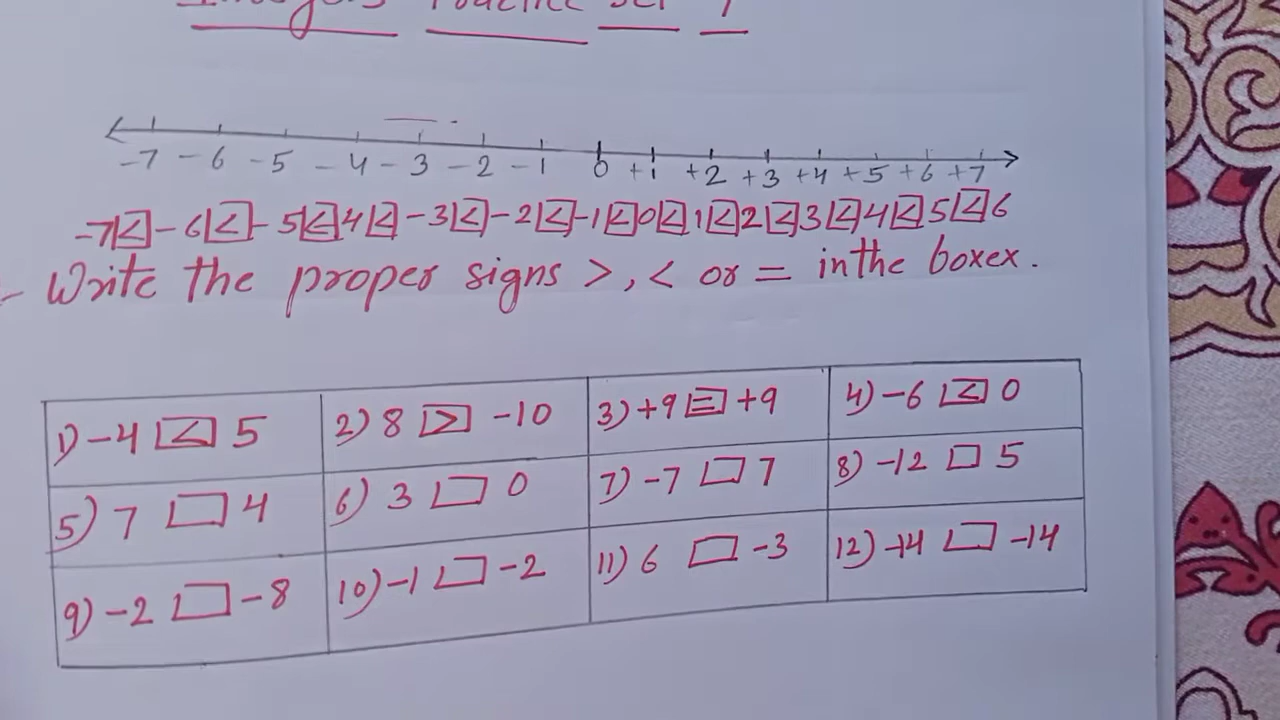 -7 -6 -5 -4 -3 -2 -1 0 +1 +2 +3 +4 +5 +6 +7
-7 < -6 < -5 < 4 < -3 < -2 < -1 < 0 < 1 < 2 < 3 < 4 < 5 < 6
Write the proper signs >, < or = in the boxex.
1) -4 < 5 2) 8 > -10 3) +9 = +9 4) -6 < 0
5) 7 □ 4 6) 3 □ 0 7) -7 □ 7 8) -12 □ 5
9) -2 □ -8 10) -1 □ -2 11) 6 □ -3 12) -14 □ -14